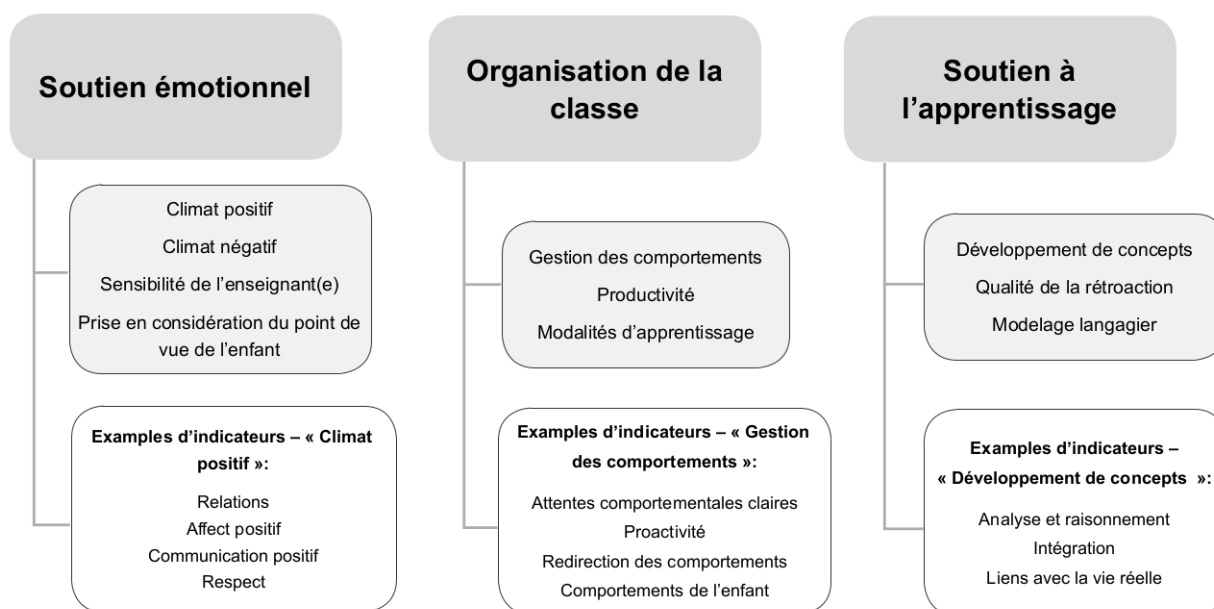 Soutien émotionnel
Climat positif
Climat négatif
Sensibilité de l'enseignant(e)
Prise en considération du point de
vue de l'enfant
Examples d'indicateurs – « Climat
positif »:
Relations
Affect positif
Communication positif
Respect
Organisation de la
classe
Gestion des comportements
Productivité
Modalités d'apprentissage
Examples d'indicateurs – « Gestion
des comportements »:
Attentes comportementales claires
Proactivité
Redirection des comportements
Comportements de l'enfant
Soutien à
l'apprentissage
Développement de concepts
Qualité de la rétroaction
Modelage langagier
Examples d'indicateurs –
« Développement de concepts »:
Analyse et raisonnement
Intégration
Liens avec la vie réelle